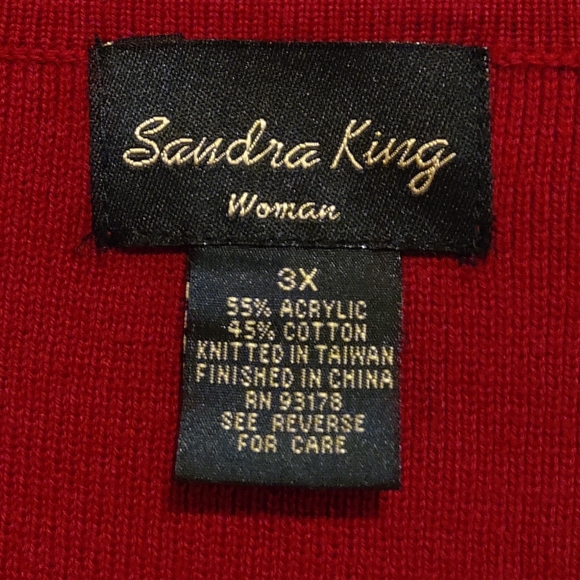 Sandra King
Woman
3X
55% ACRYLIC
45% COTTON
KNITTED IN TAIWAN
FINISHED IN CHINA
RN 93178
SEE REVERSE
FOR CARE